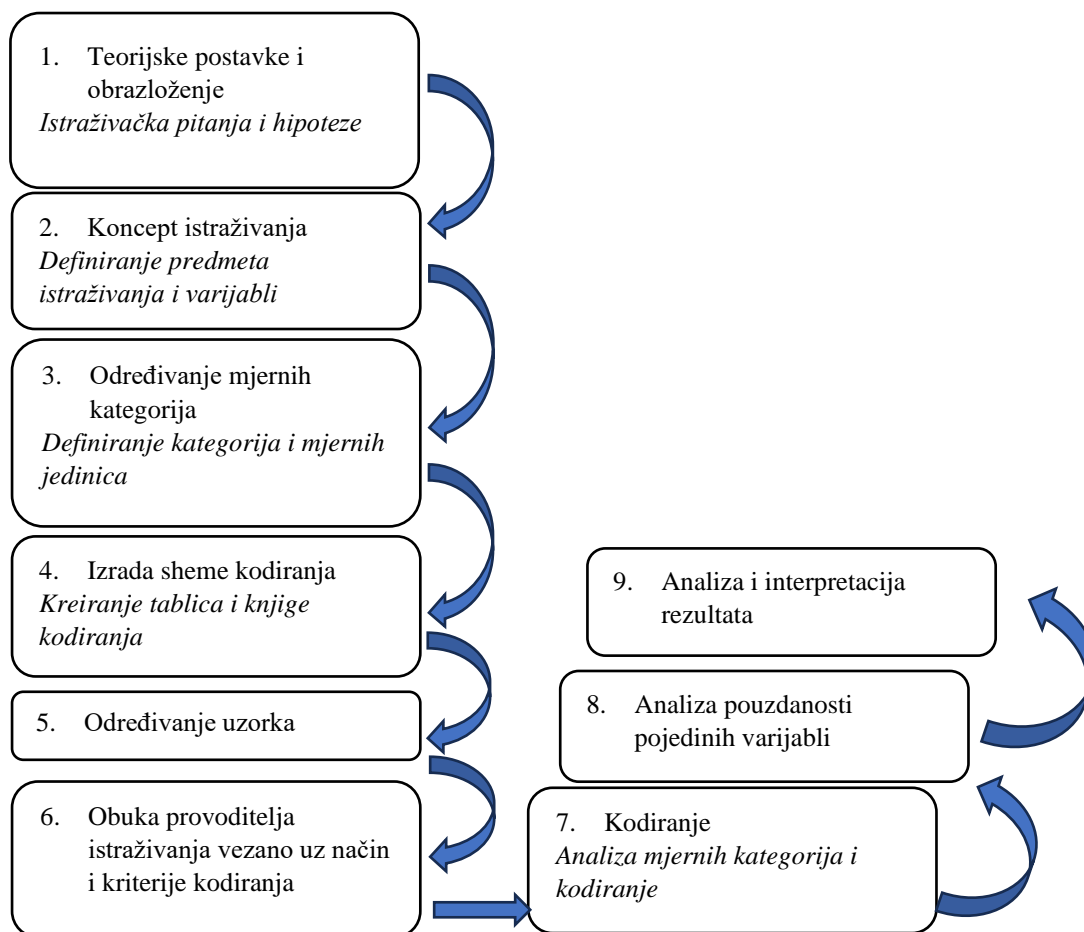 1. Teorijske postavke i
obrazloženje
Istraživačka pitanja i hipoteze
2. Koncept istraživanja
Definiranje predmeta
istraživanja i varijabli
3. Određivanje mjernih
kategorija
Definiranje kategorija i mjernih
jedinica
4. Izrada sheme kodiranja
Kreiranje tablica i knjige
kodiranja
5. Određivanje uzorka
6. Obuka provoditelja
istraživanja vezano uz način
i kriterije kodiranja
7. Kodiranje
Analiza mjernih kategorija i
kodiranje
8. Analiza pouzdanosti
pojedinih varijabli
9. Analiza i interpretacija
rezultata